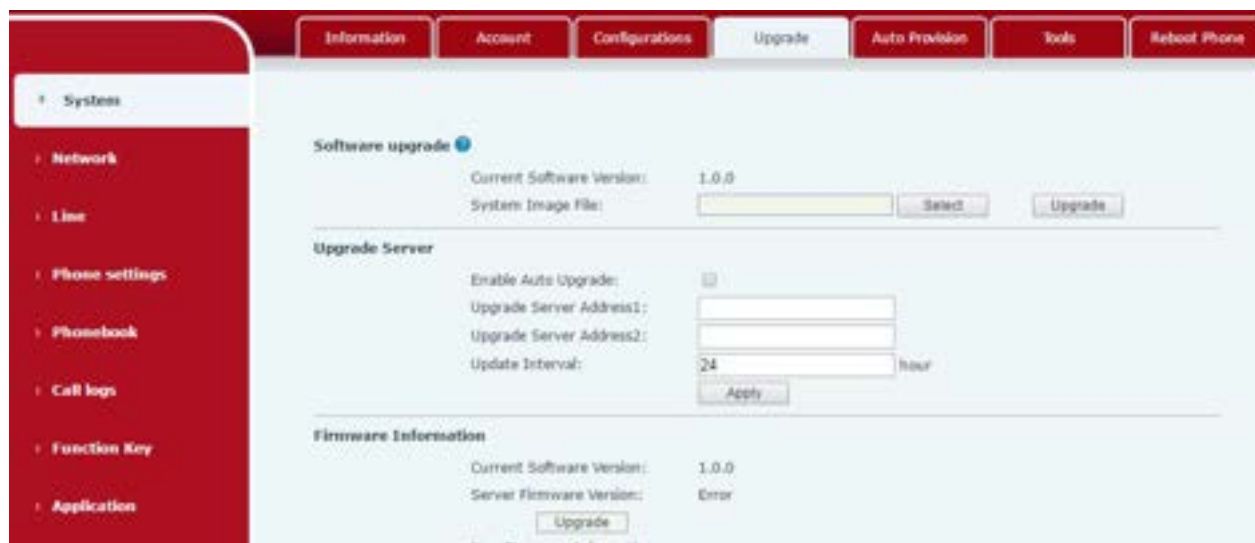 Information Account Configurations Upgrade Auto Provision Tools Reboot Phone
System
Network
Line
Phone settings
Phonebook
Call logs
Function Key
Application
Software upgrade
Current Software Version: 1.0.0
System Image File: Select Upgrade
Upgrade Server
Enable Auto Upgrade:
Upgrade Server Address1:
Upgrade Server Address2:
Update Interval: 24 hour
Apply
Firmware Information
Current Software Version: 1.0.0
Server Firmware Version: Error
Upgrade